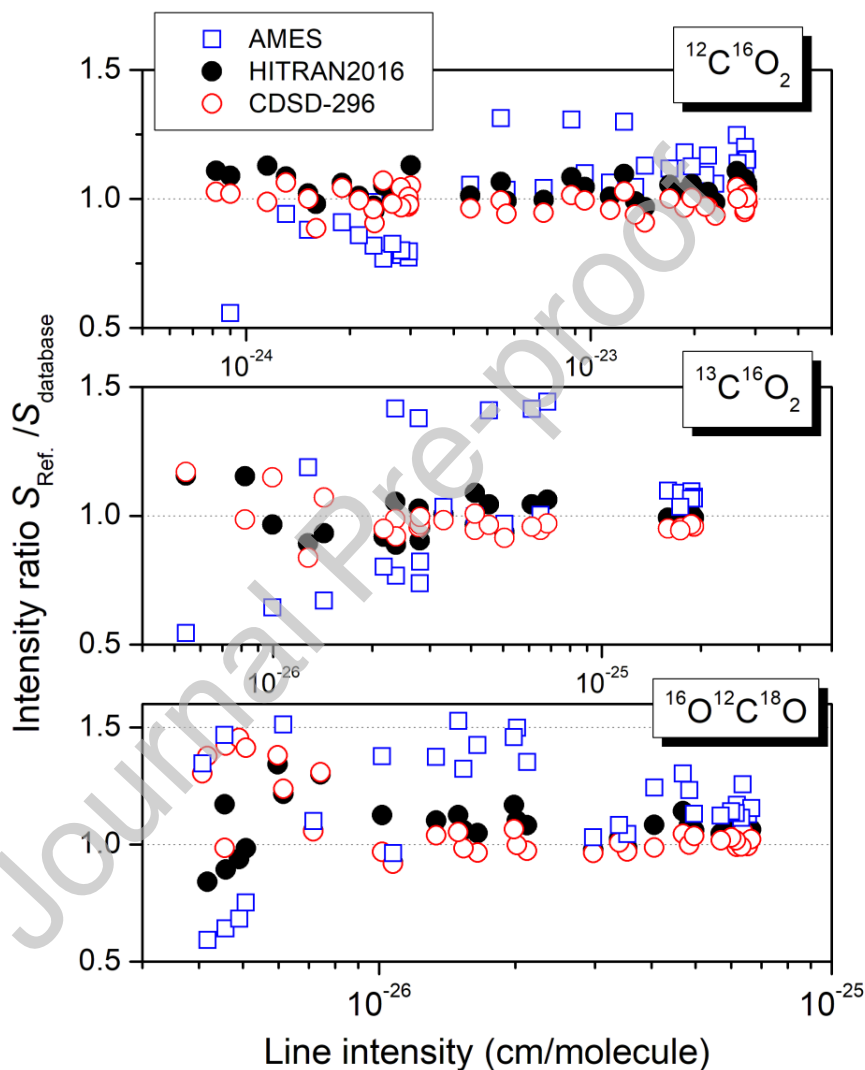 AMES
HITRAN2016
CDSD-296
¹²C¹⁶O₂
1.5
1.0
0.5
10⁻²⁴
10⁻²³
¹³C¹⁶O₂
1.5
1.0
0.5
10⁻²⁶
10⁻²⁵
¹⁶O¹²C¹⁸O
1.5
1.0
0.5
10⁻²⁶
10⁻²⁵
Intensity ratio S_Ref. /S_database
Line intensity (cm/molecule)
Journal Pre-proof